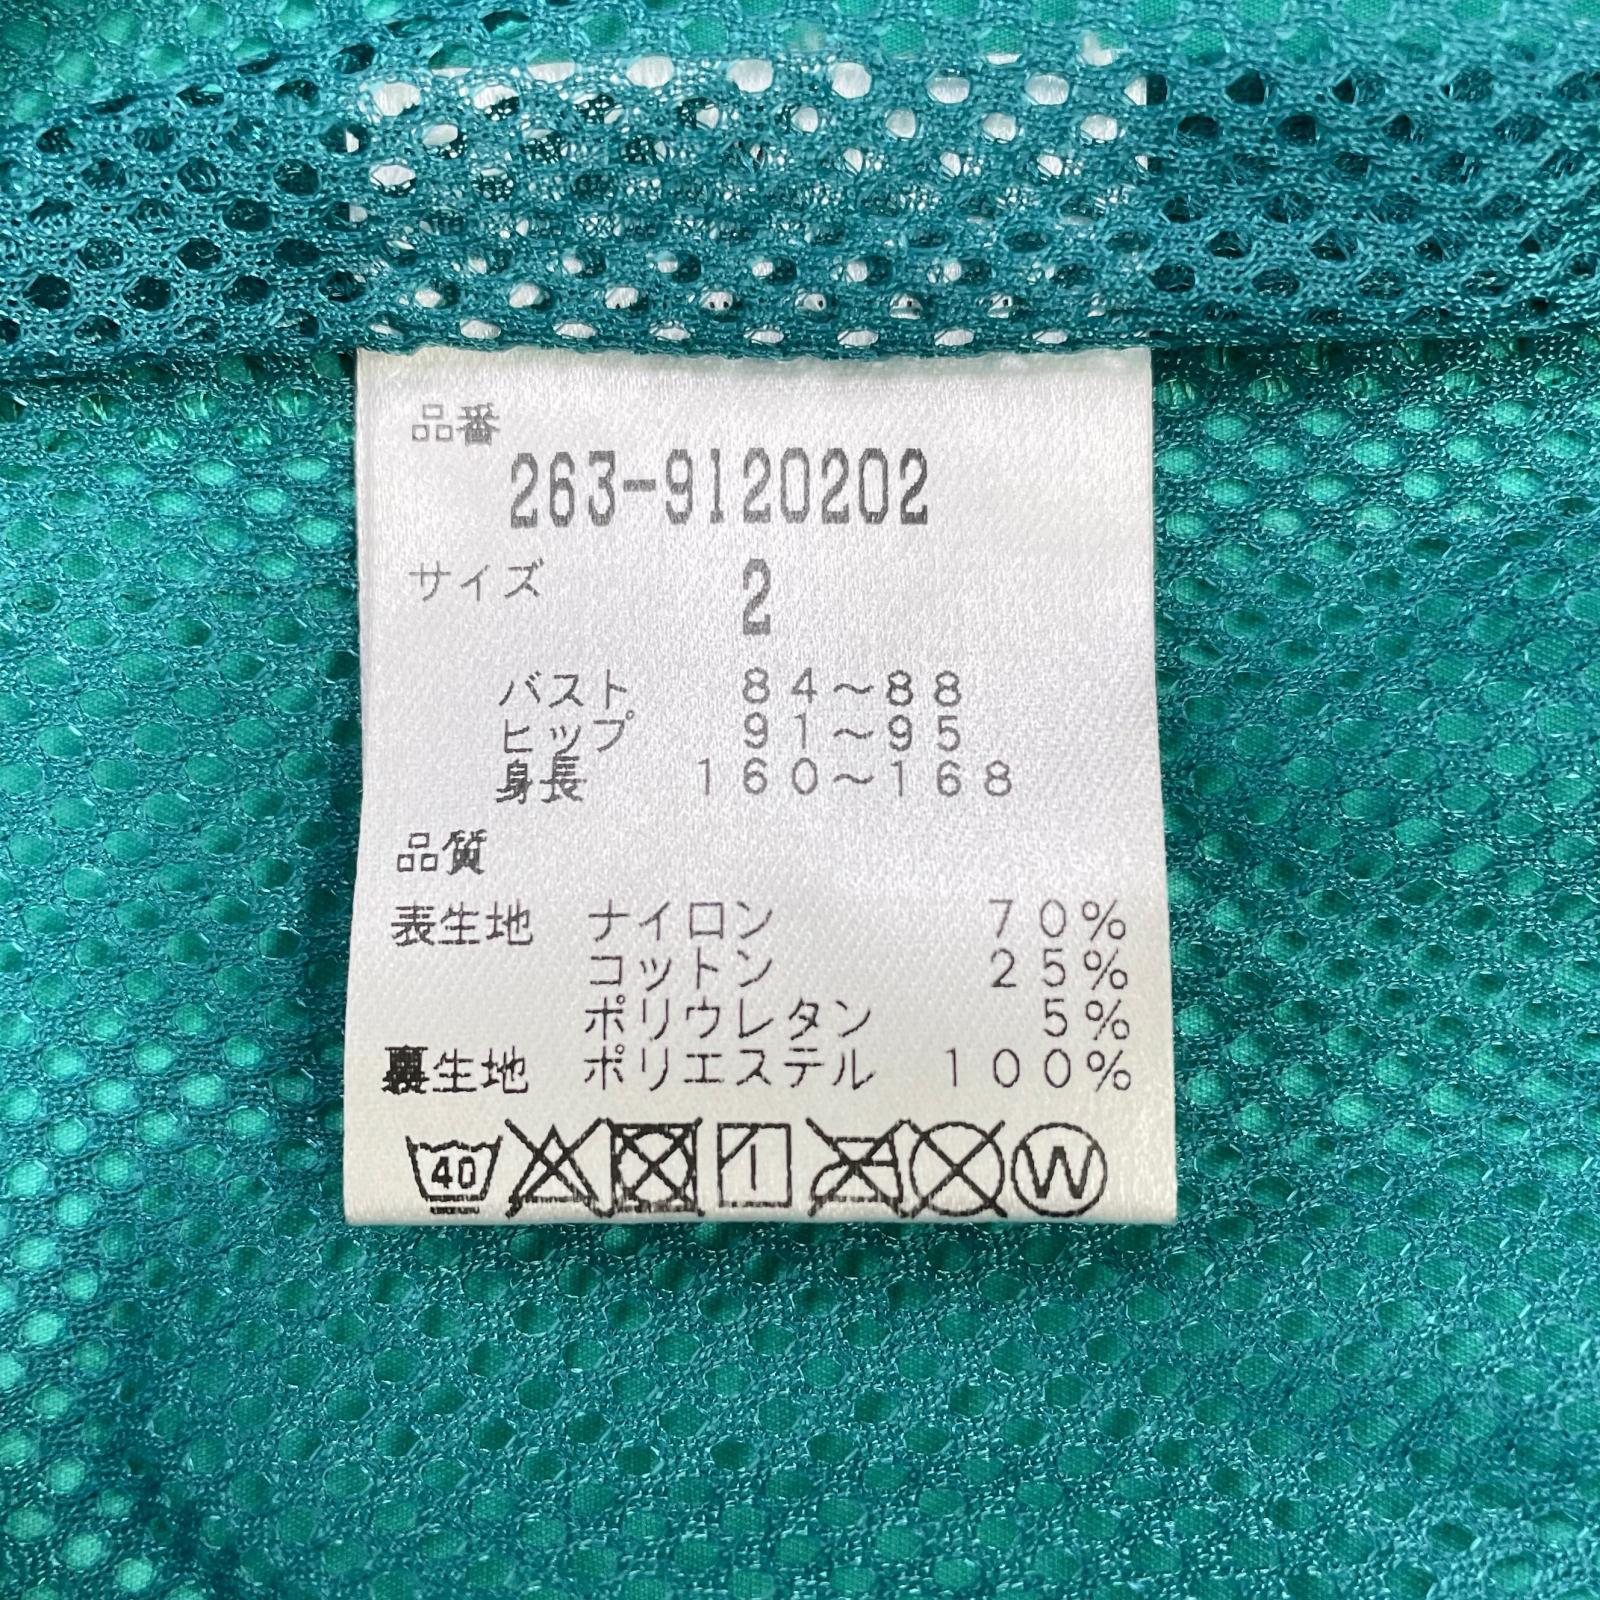 品番
263-9120202
サイズ 2
バスト 84～88
ヒップ 91～95
身長 160～168
品質
表生地 ナイロン 70%
コットン 25%
ポリウレタン 5%
裏生地 ポリエステル 100%
40 W